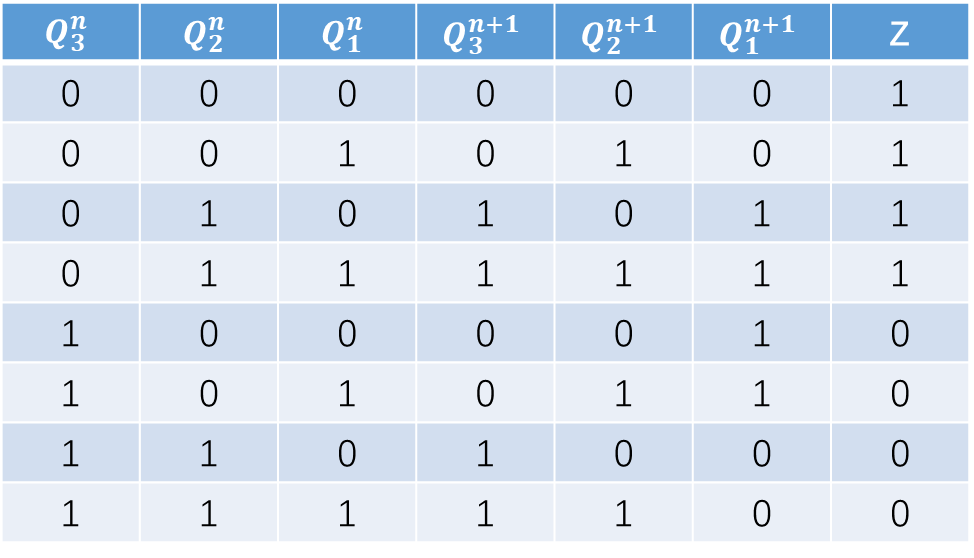 Q₃ⁿ Q₂ⁿ Q₁ⁿ Q₃ⁿ⁺¹ Q₂ⁿ⁺¹ Q₁ⁿ⁺¹ Z
0 0 0 0 0 0 1
0 0 1 0 1 0 1
0 1 0 1 0 1 1
0 1 1 1 1 1 1
1 0 0 0 0 1 0
1 0 1 0 1 1 0
1 1 0 1 0 0 0
1 1 1 1 1 0 0